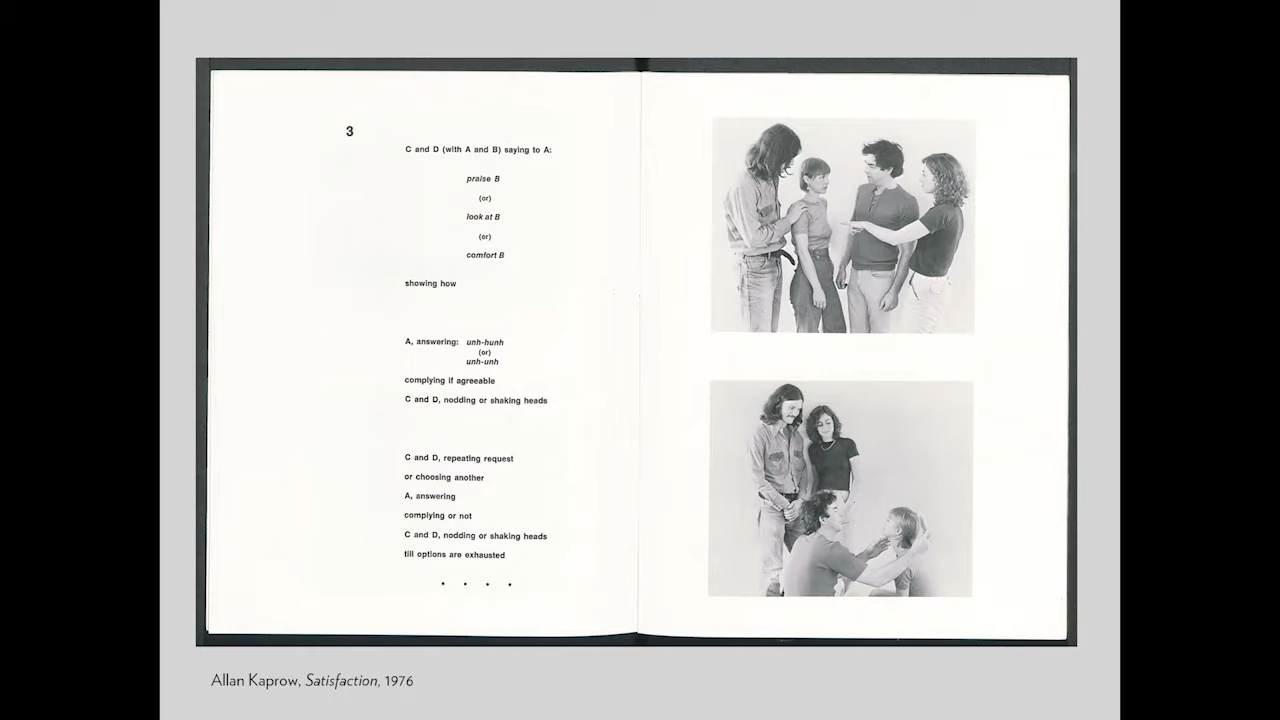 3
C and D (with A and B) saying to A:
praise B
(or)
look at B
(or)
comfort B
showing how
A, answering: unh-hunh
(or)
unh-unh
complying if agreeable
C and D, nodding or shaking heads
C and D, repeating request
or choosing another
A, answering
complying or not
C and D, nodding or shaking heads
till options are exhausted
. . . .
Allan Kaprow, Satisfaction, 1976